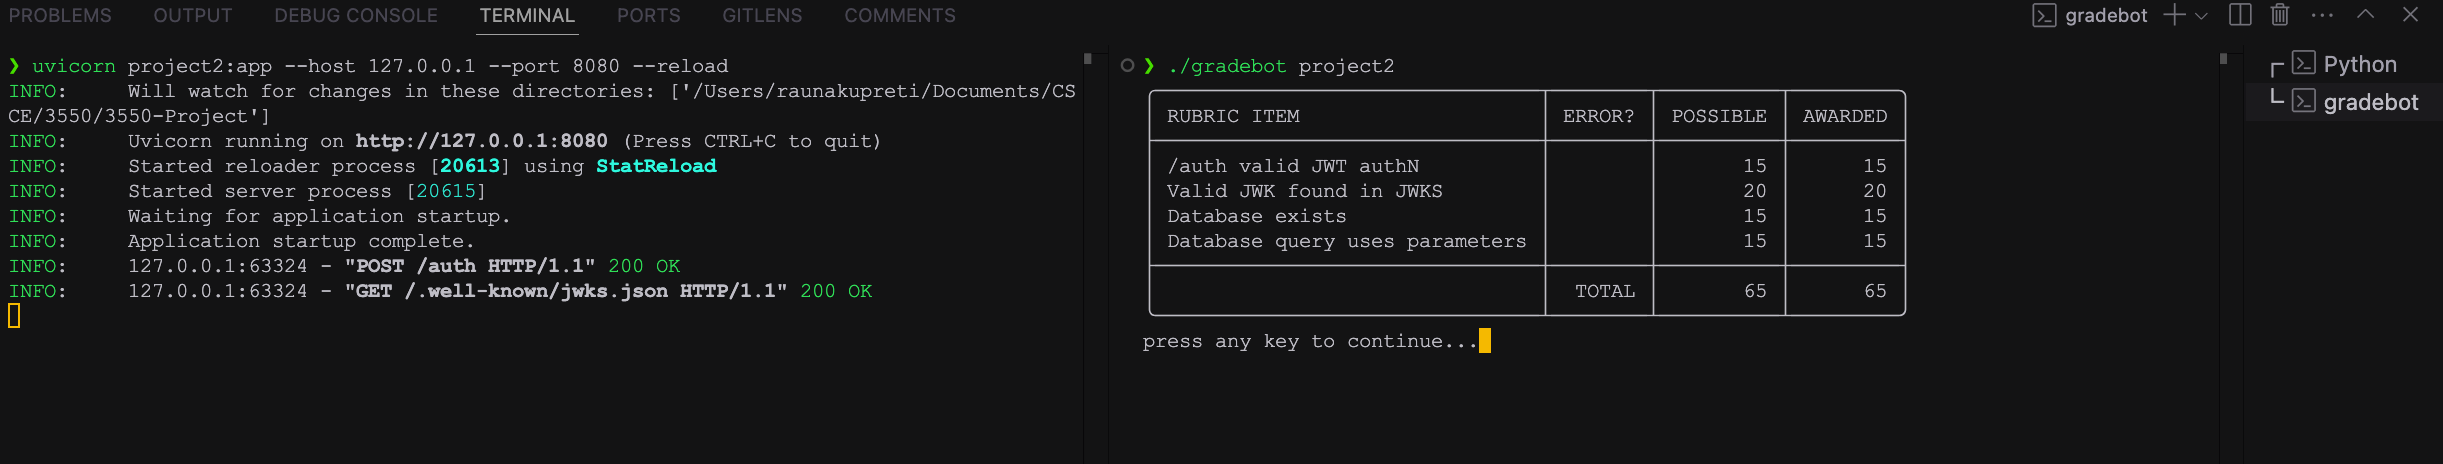 PROBLEMS OUTPUT DEBUG CONSOLE TERMINAL PORTS GITLENS COMMENTS
gradebot
❯ uvicorn project2:app --host 127.0.0.1 --port 8080 --reload
INFO: Will watch for changes in these directories: ['/Users/raunakupreti/Documents/CS
CE/3550/3550-Project']
INFO: Uvicorn running on http://127.0.0.1:8080 (Press CTRL+C to quit)
INFO: Started reloader process [20613] using StatReload
INFO: Started server process [20615]
INFO: Waiting for application startup.
INFO: Application startup complete.
INFO: 127.0.0.1:63324 - "POST /auth HTTP/1.1" 200 OK
INFO: 127.0.0.1:63324 - "GET /.well-known/jwks.json HTTP/1.1" 200 OK
❯ ./gradebot project2
RUBRIC ITEM ERROR? POSSIBLE AWARDED
/auth valid JWT authN 15 15
Valid JWK found in JWKS 20 20
Database exists 15 15
Database query uses parameters 15 15
TOTAL 65 65
press any key to continue...
Python
gradebot